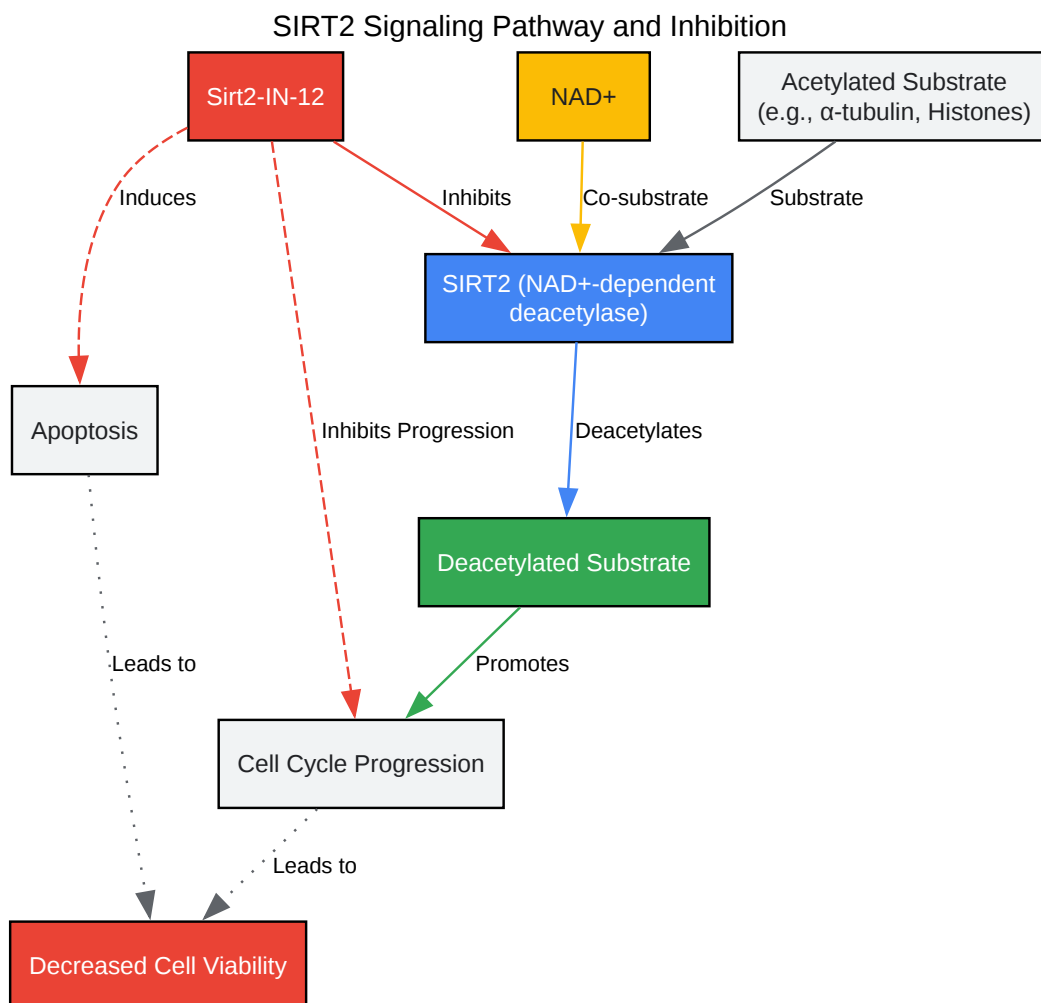 SIRT2 Signaling Pathway and Inhibition
Sirt2-IN-12
NAD+
Acetylated Substrate
(e.g., α-tubulin, Histones)
Induces
Inhibits
Co-substrate
Substrate
SIRT2 (NAD+-dependent
deacetylase)
Apoptosis
Inhibits Progression
Deacetylates
Deacetylated Substrate
Leads to
Promotes
Cell Cycle Progression
Leads to
Decreased Cell Viability